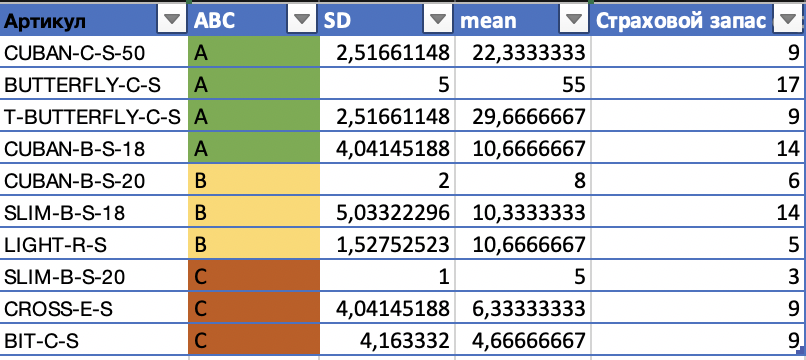 Артикул ABC SD mean Страховой запас
CUBAN-C-S-50 A 2,51661148 22,3333333 9
BUTTERFLY-C-S A 5 55 17
T-BUTTERFLY-C-S A 2,51661148 29,6666667 9
CUBAN-B-S-18 A 4,04145188 10,6666667 14
CUBAN-B-S-20 B 2 8 6
SLIM-B-S-18 B 5,03322296 10,3333333 14
LIGHT-R-S B 1,52752523 10,6666667 5
SLIM-B-S-20 C 1 5 3
CROSS-E-S C 4,04145188 6,33333333 9
BIT-C-S C 4,163332 4,66666667 9